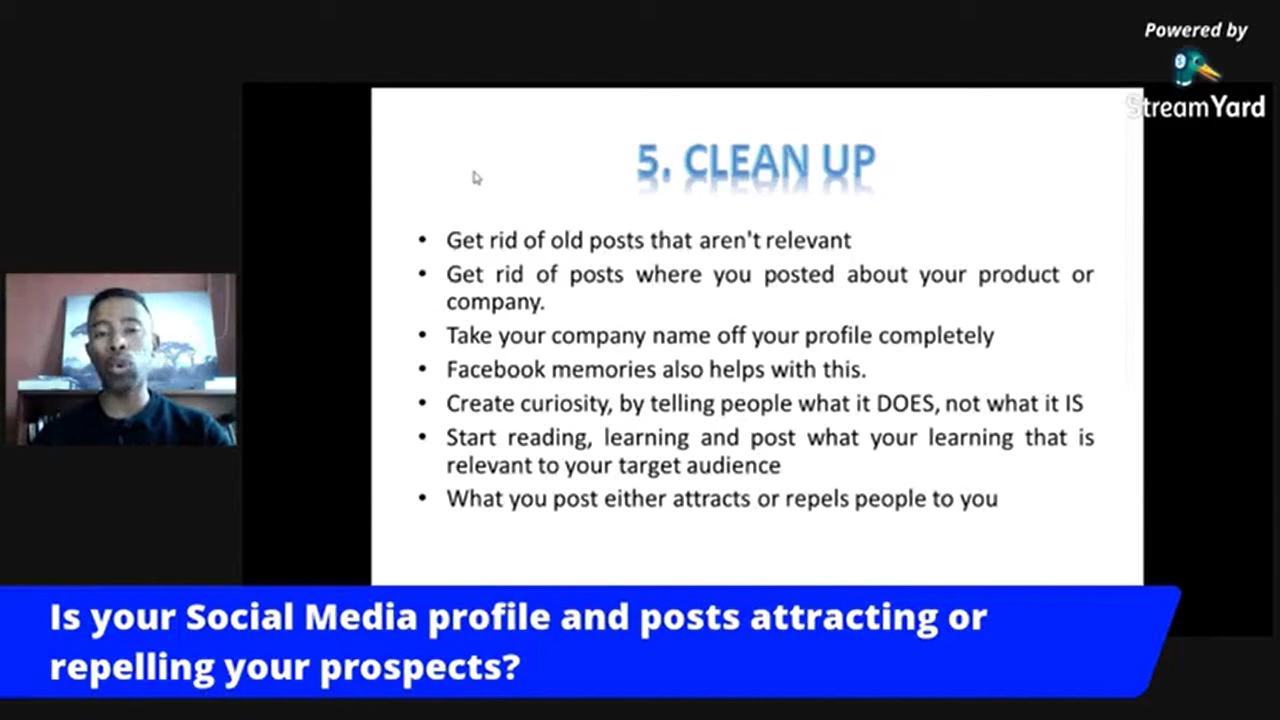 Powered by
StreamYard
5. CLEAN UP
• Get rid of old posts that aren't relevant
• Get rid of posts where you posted about your product or
company.
• Take your company name off your profile completely
• Facebook memories also helps with this.
• Create curiosity, by telling people what it DOES, not what it IS
• Start reading, learning and post what your learning that is
relevant to your target audience
• What you post either attracts or repels people to you
Is your Social Media profile and posts attracting or
repelling your prospects?